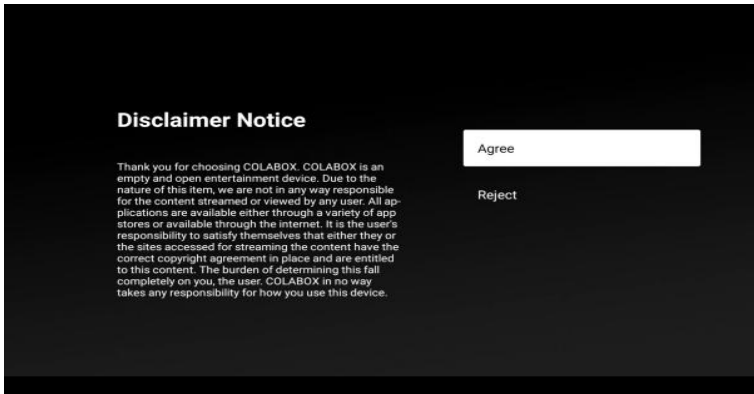 Disclaimer Notice
Thank you for choosing COLABOX. COLABOX is an
empty and open entertainment device. Due to the
nature of this item, we are not in any way responsible
for the content streamed or viewed by any user. All ap-
plications are available either through a variety of app
stores or available through the internet. It is the user's
responsibility to satisfy themselves that either they or
the sites accessed for streaming the content have the
correct copyright agreement in place and are entitled
to this content. The burden of determining this fall
completely on you, the user. COLABOX in no way
takes any responsibility for how you use this device.
Agree
Reject